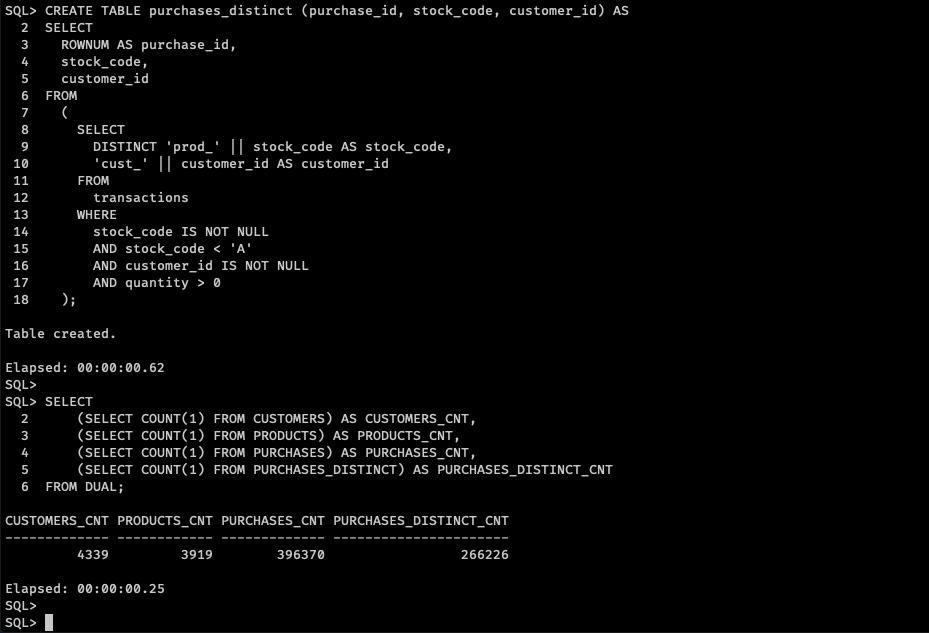 SQL> CREATE TABLE purchases_distinct (purchase_id, stock_code, customer_id) AS
  2  SELECT
  3    ROWNUM AS purchase_id,
  4    stock_code,
  5    customer_id
  6  FROM
  7    (
  8      SELECT
  9        DISTINCT 'prod_' || stock_code AS stock_code,
 10        'cust_' || customer_id AS customer_id
 11      FROM
 12        transactions
 13      WHERE
 14        stock_code IS NOT NULL
 15        AND stock_code < 'A'
 16        AND customer_id IS NOT NULL
 17        AND quantity > 0
 18    );

Table created.

Elapsed: 00:00:00.62
SQL>
SQL> SELECT
  2      (SELECT COUNT(1) FROM CUSTOMERS) AS CUSTOMERS_CNT,
  3      (SELECT COUNT(1) FROM PRODUCTS) AS PRODUCTS_CNT,
  4      (SELECT COUNT(1) FROM PURCHASES) AS PURCHASES_CNT,
  5      (SELECT COUNT(1) FROM PURCHASES_DISTINCT) AS PURCHASES_DISTINCT_CNT
  6  FROM DUAL;

CUSTOMERS_CNT PRODUCTS_CNT PURCHASES_CNT PURCHASES_DISTINCT_CNT
------------- ------------ ------------- ----------------------
         4339         3919        396370                 266226

Elapsed: 00:00:00.25
SQL>
SQL>